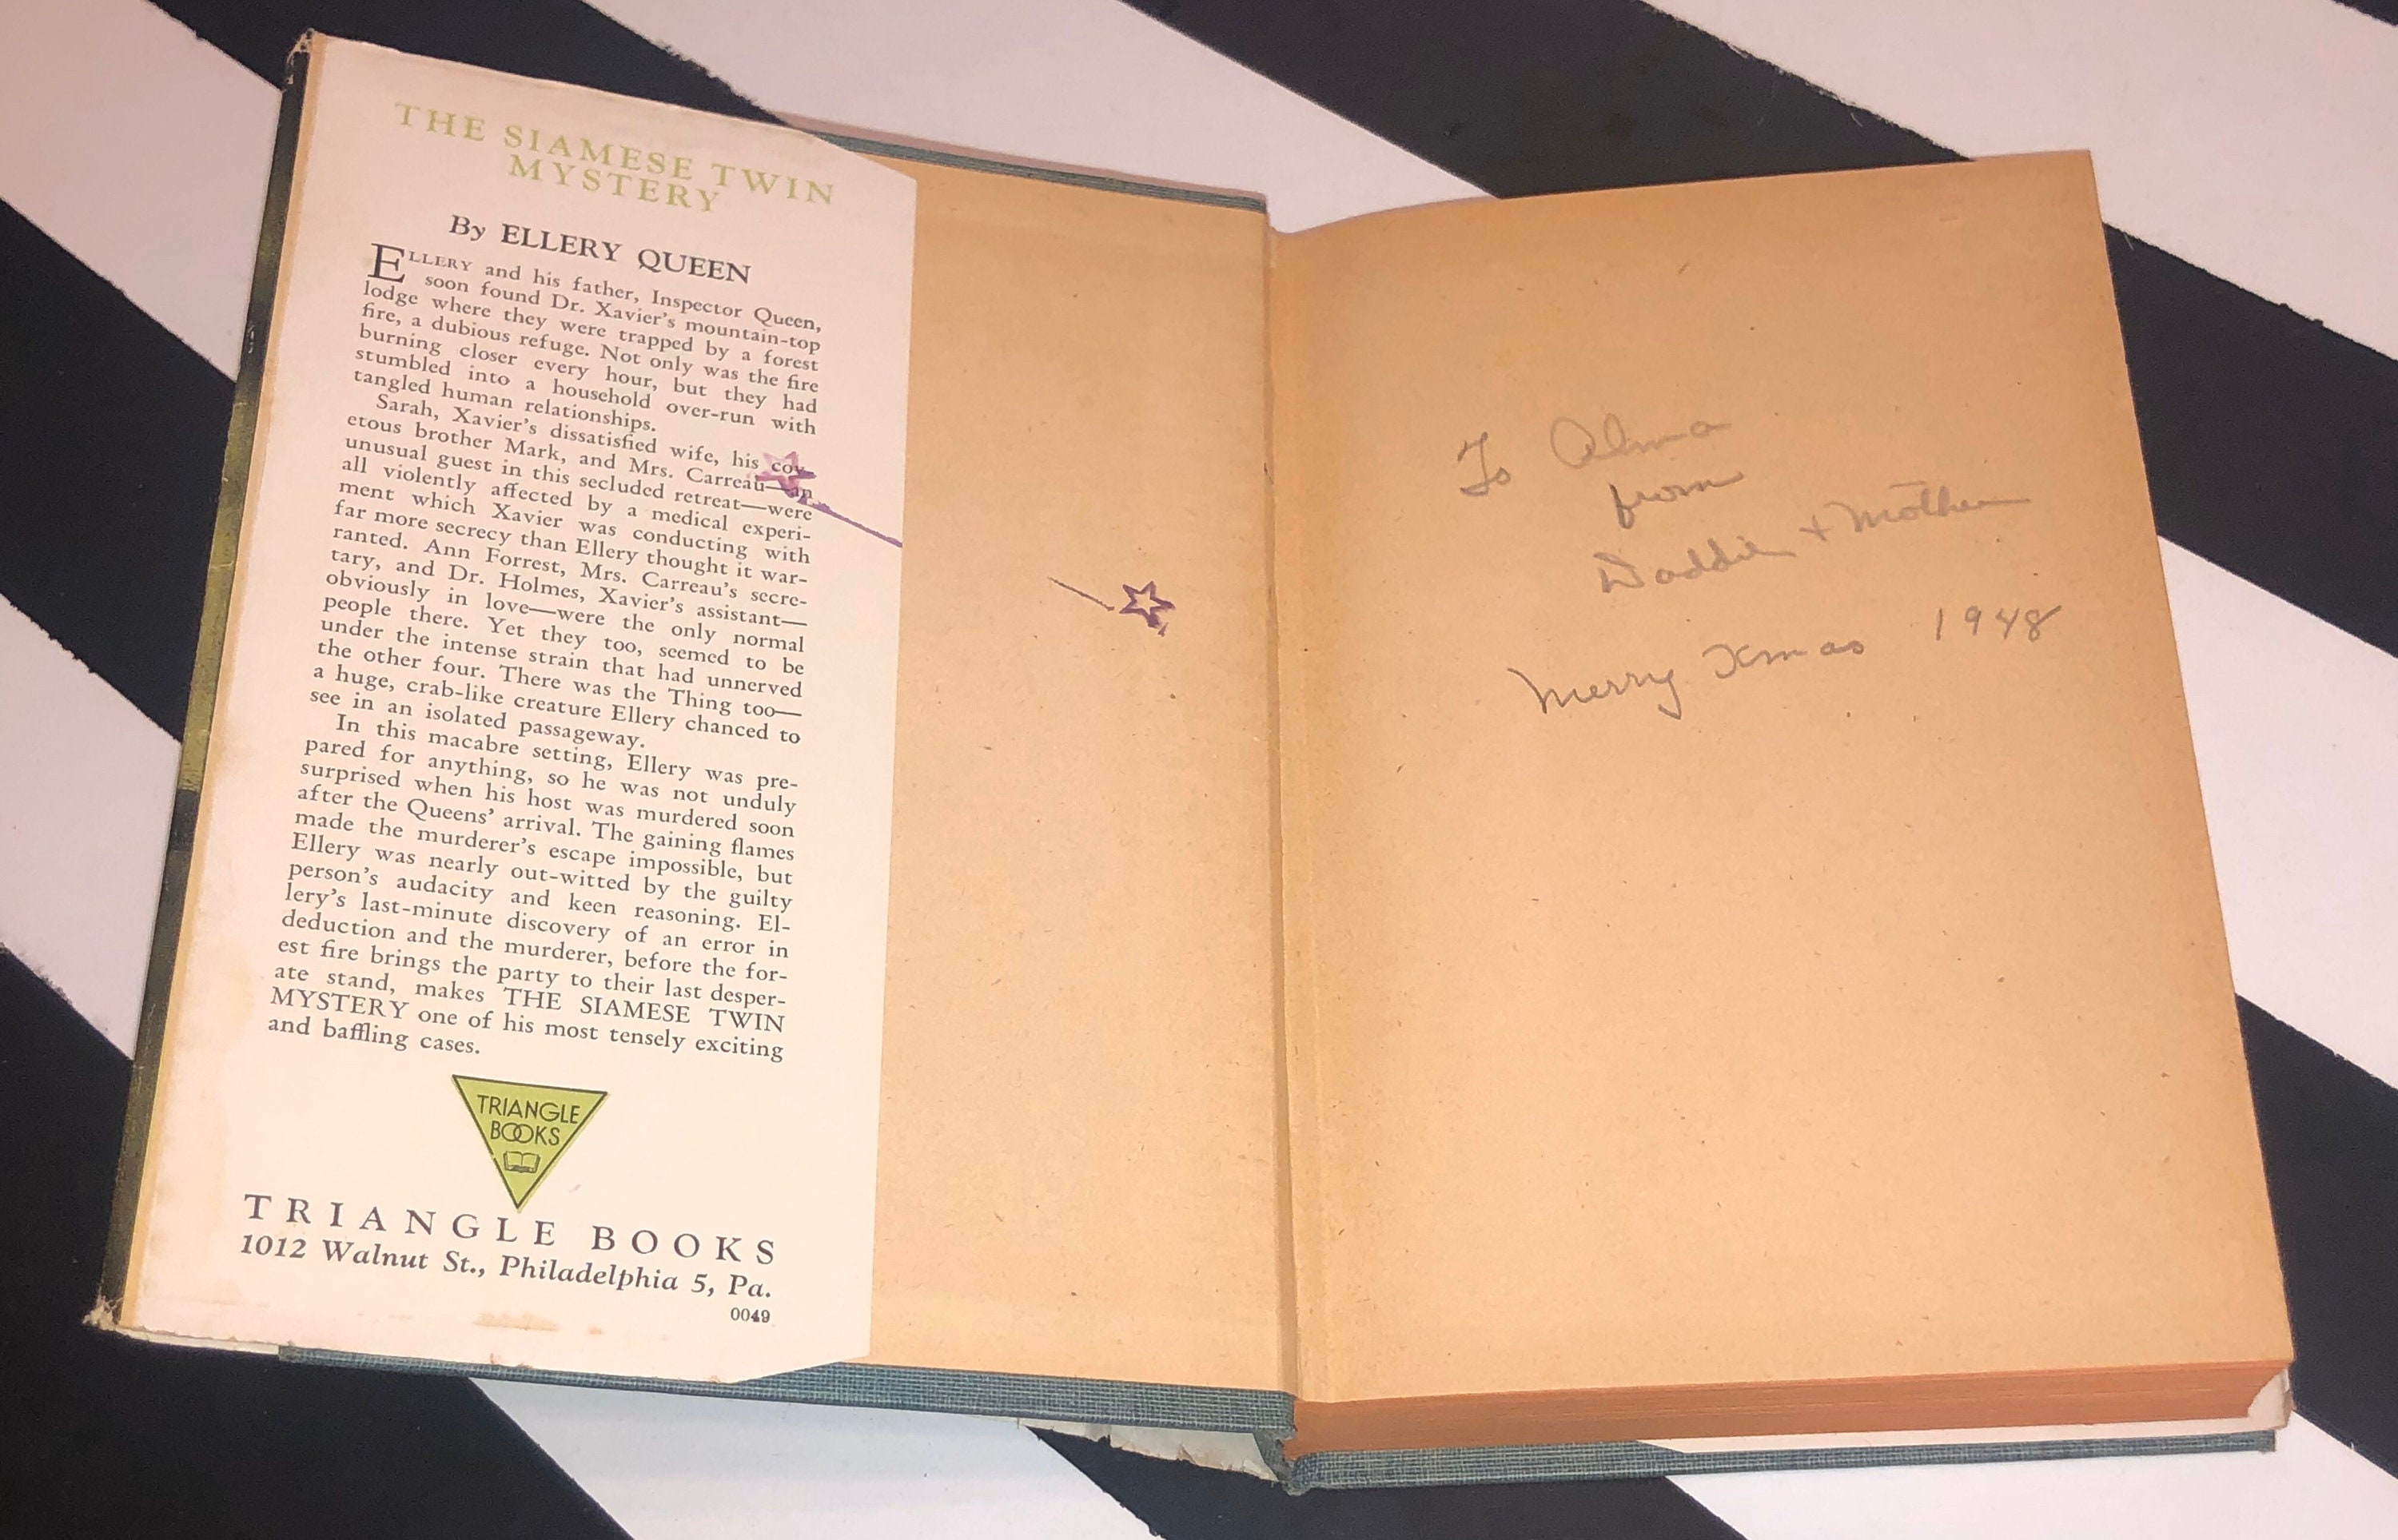 THE SIAMESE TWIN
MYSTERY
By ELLERY QUEEN
ELLERY and his father, Inspector Queen,
soon found Dr. Xavier's mountain-top
lodge where they were trapped by a forest
fire, a dubious refuge. Not only was the fire
burning closer every hour, but they had
stumbled into a household over-run with
tangled human relationships.
Sarah, Xavier's dissatisfied wife, his cov-
etous brother Mark, and Mrs. Carreau—an
unusual guest in this secluded retreat—were
all violently affected by a medical experi-
ment which Xavier was conducting with
far more secrecy than Ellery thought it war-
ranted. Ann Forrest, Mrs. Carreau's secre-
tary, and Dr. Holmes, Xavier's assistant—
obviously in love—were the only normal
people there. Yet they too, seemed to be
under the intense strain that had unnerved
the other four. There was the Thing too—
a huge, crab-like creature Ellery chanced to
see in an isolated passageway.
In this macabre setting, Ellery was pre-
pared for anything, so he was not unduly
surprised when his host was murdered soon
after the Queens' arrival. The gaining flames
made the murderer's escape impossible, but
Ellery was nearly out-witted by the guilty
person's audacity and keen reasoning. El-
lery's last-minute discovery of an error in
deduction and the murderer, before the for-
est fire brings the party to their last desper-
ate stand, makes THE SIAMESE TWIN
MYSTERY one of his most tensely exciting
and baffling cases.
TRIANGLE
BOOKS
TRIANGLE BOOKS
1012 Walnut St., Philadelphia 5, Pa.
0049
To Alma
from
Daddie + Mother
Merry Xmas 1948